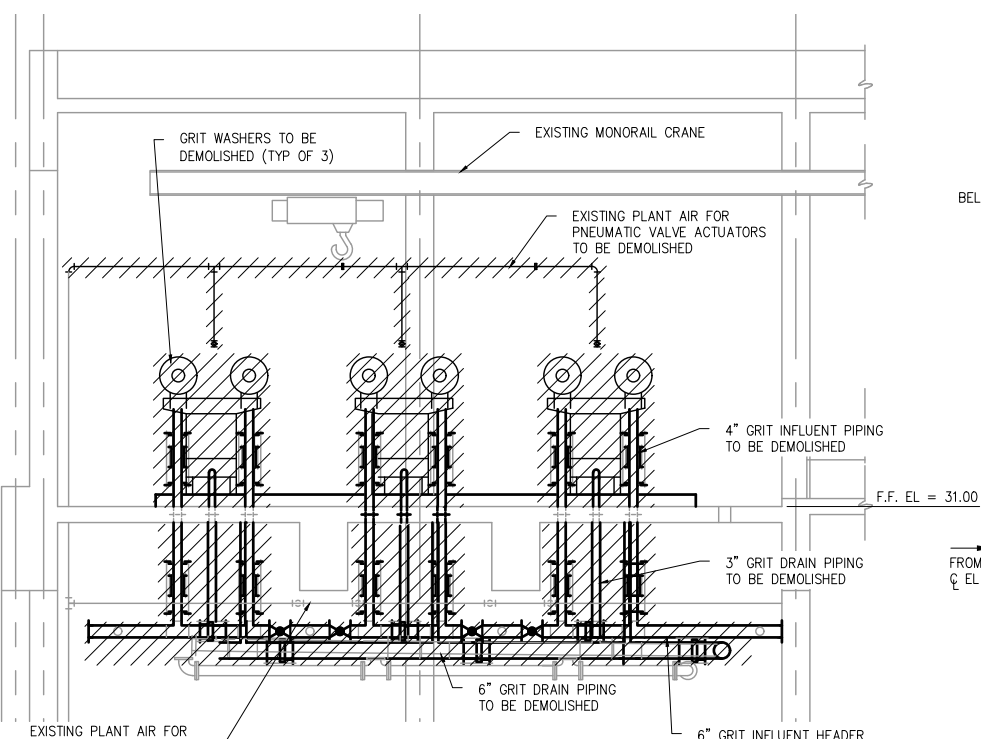 GRIT WASHERS TO BE
DEMOLISHED (TYP OF 3)
EXISTING MONORAIL CRANE
BEL
EXISTING PLANT AIR FOR
PNEUMATIC VALVE ACTUATORS
TO BE DEMOLISHED
4" GRIT INFLUENT PIPING
TO BE DEMOLISHED
F.F. EL = 31.00
3" GRIT DRAIN PIPING
TO BE DEMOLISHED
FROM
℄ EL
6" GRIT DRAIN PIPING
TO BE DEMOLISHED
EXISTING PLANT AIR FOR
6" GRIT INFLUENT HEADER